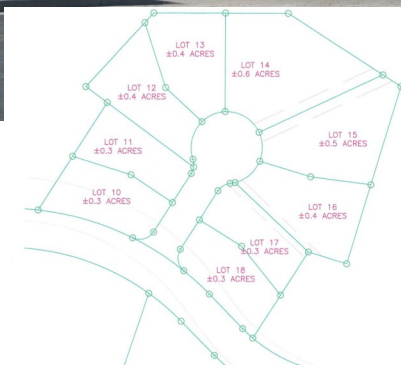 LOT 13
±0.4 ACRES
LOT 14
±0.6 ACRES
LOT 12
±0.4 ACRES
LOT 15
±0.5 ACRES
LOT 11
±0.3 ACRES
LOT 10
±0.3 ACRES
LOT 16
±0.4 ACRES
LOT 17
±0.3 ACRES
LOT 18
±0.3 ACRES